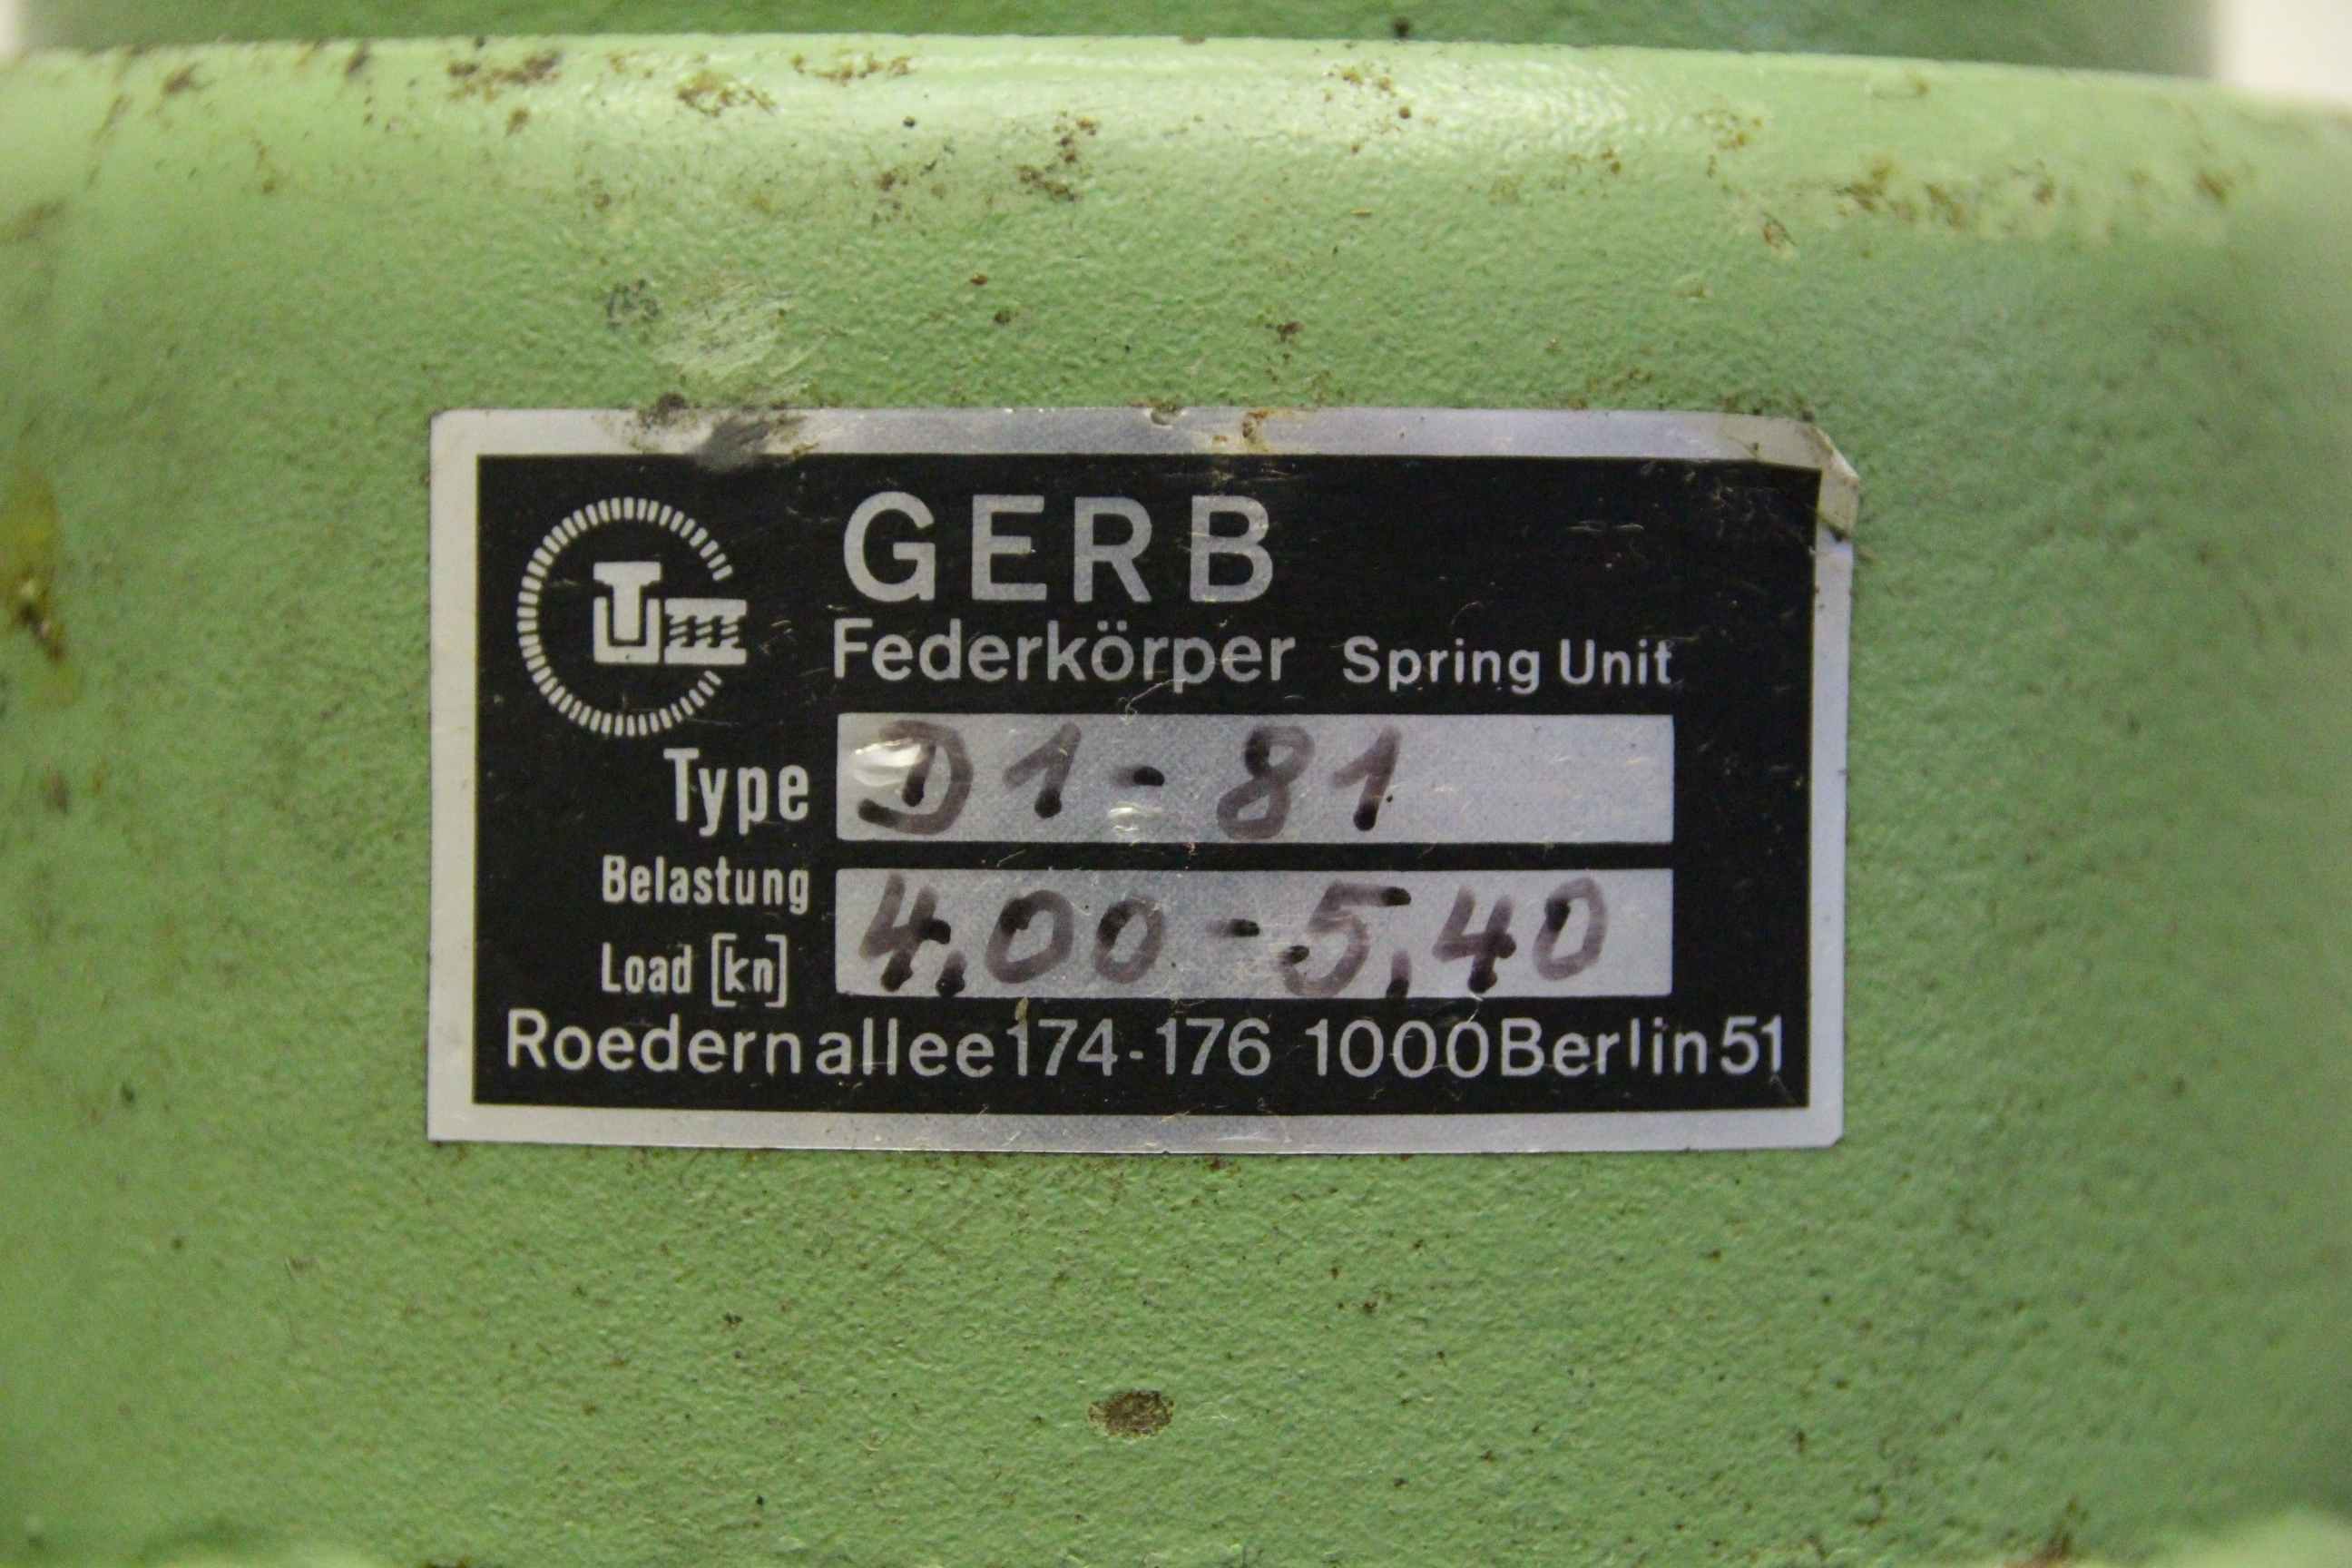 GERB
Federkörper Spring Unit
Type D1-81
Belastung
Load [kn] 4,00-5,40
Roedernallee 174-176 1000 Berlin 51